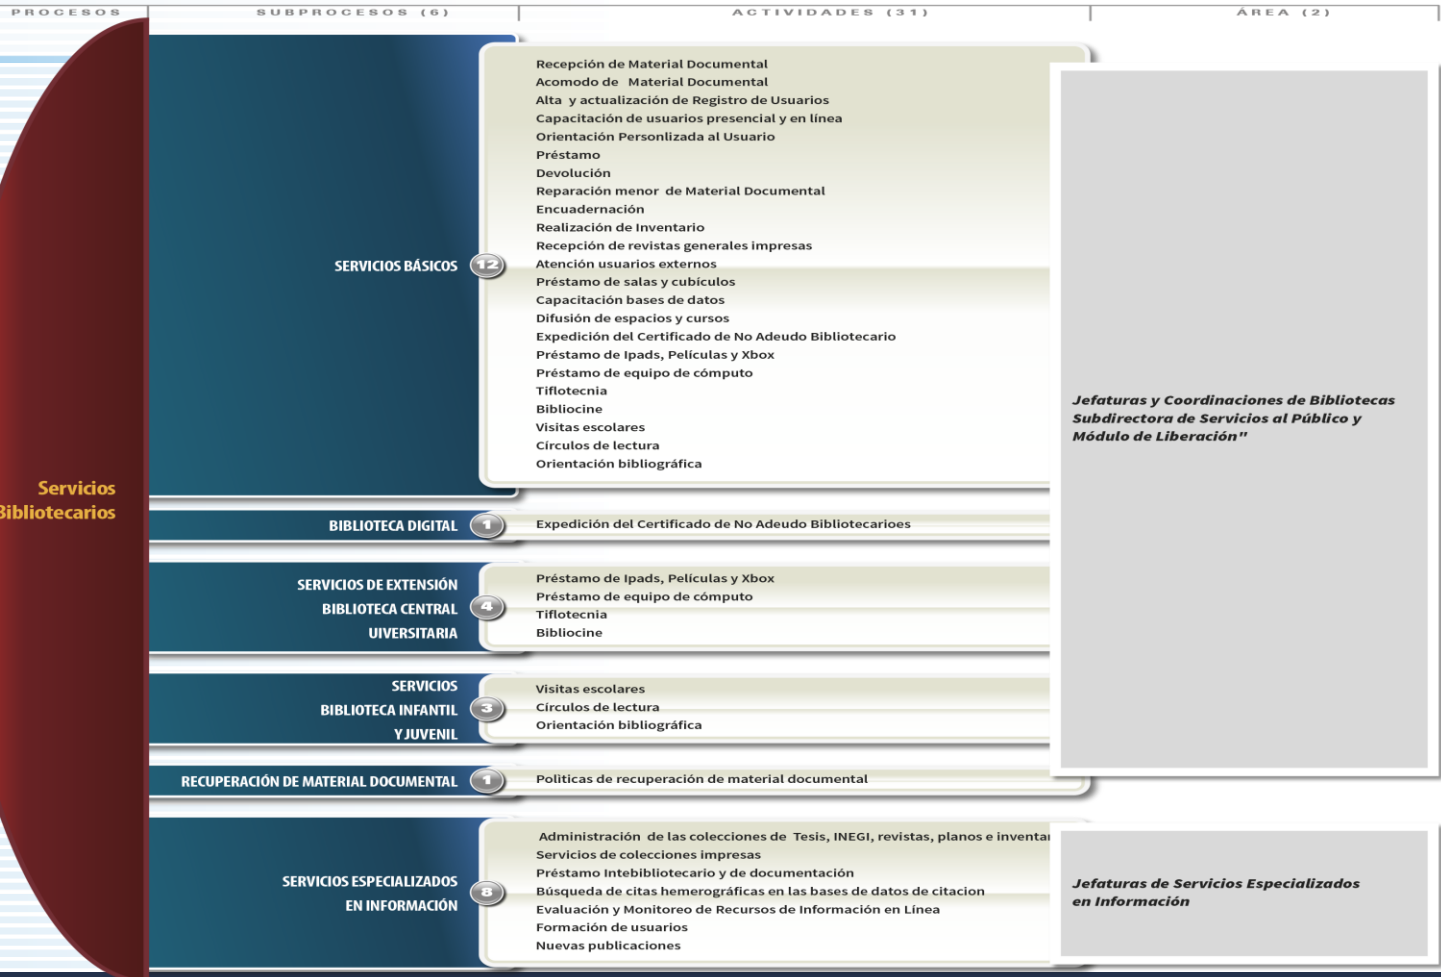 PROCESOS
SUBPROCESOS (6)
ACTIVIDADES (31)
ÁREA (2)
Servicios
Bibliotecarios
SERVICIOS BÁSICOS
12
Recepción de Material Documental
Acomodo de Material Documental
Alta y actualización de Registro de Usuarios
Capacitación de usuarios presencial y en línea
Orientación Personlizada al Usuario
Préstamo
Devolución
Reparación menor de Material Documental
Encuadernación
Realización de Inventario
Recepción de revistas generales impresas
Atención usuarios externos
Préstamo de salas y cubículos
Capacitación bases de datos
Difusión de espacios y cursos
Expedición del Certificado de No Adeudo Bibliotecario
Préstamo de Ipads, Películas y Xbox
Préstamo de equipo de cómputo
Tiflotecnia
Bibliocine
Visitas escolares
Círculos de lectura
Orientación bibliográfica
Jefaturas y Coordinaciones de Bibliotecas
Subdirectora de Servicios al Público y
Módulo de Liberación"
BIBLIOTECA DIGITAL
1
Expedición del Certificado de No Adeudo Bibliotecarioes
SERVICIOS DE EXTENSIÓN
BIBLIOTECA CENTRAL
UIVERSITARIA
4
Préstamo de Ipads, Películas y Xbox
Préstamo de equipo de cómputo
Tiflotecnia
Bibliocine
SERVICIOS
BIBLIOTECA INFANTIL
Y JUVENIL
3
Visitas escolares
Círculos de lectura
Orientación bibliográfica
RECUPERACIÓN DE MATERIAL DOCUMENTAL
1
Políticas de recuperación de material documental
SERVICIOS ESPECIALIZADOS
EN INFORMACIÓN
8
Administración de las colecciones de Tesis, INEGI, revistas, planos e inventar
Servicios de colecciones impresas
Préstamo Intebibliotecario y de documentación
Búsqueda de citas hemerográficas en las bases de datos de citacion
Evaluación y Monitoreo de Recursos de Información en Línea
Formación de usuarios
Nuevas publicaciones
Jefaturas de Servicios Especializados
en Información